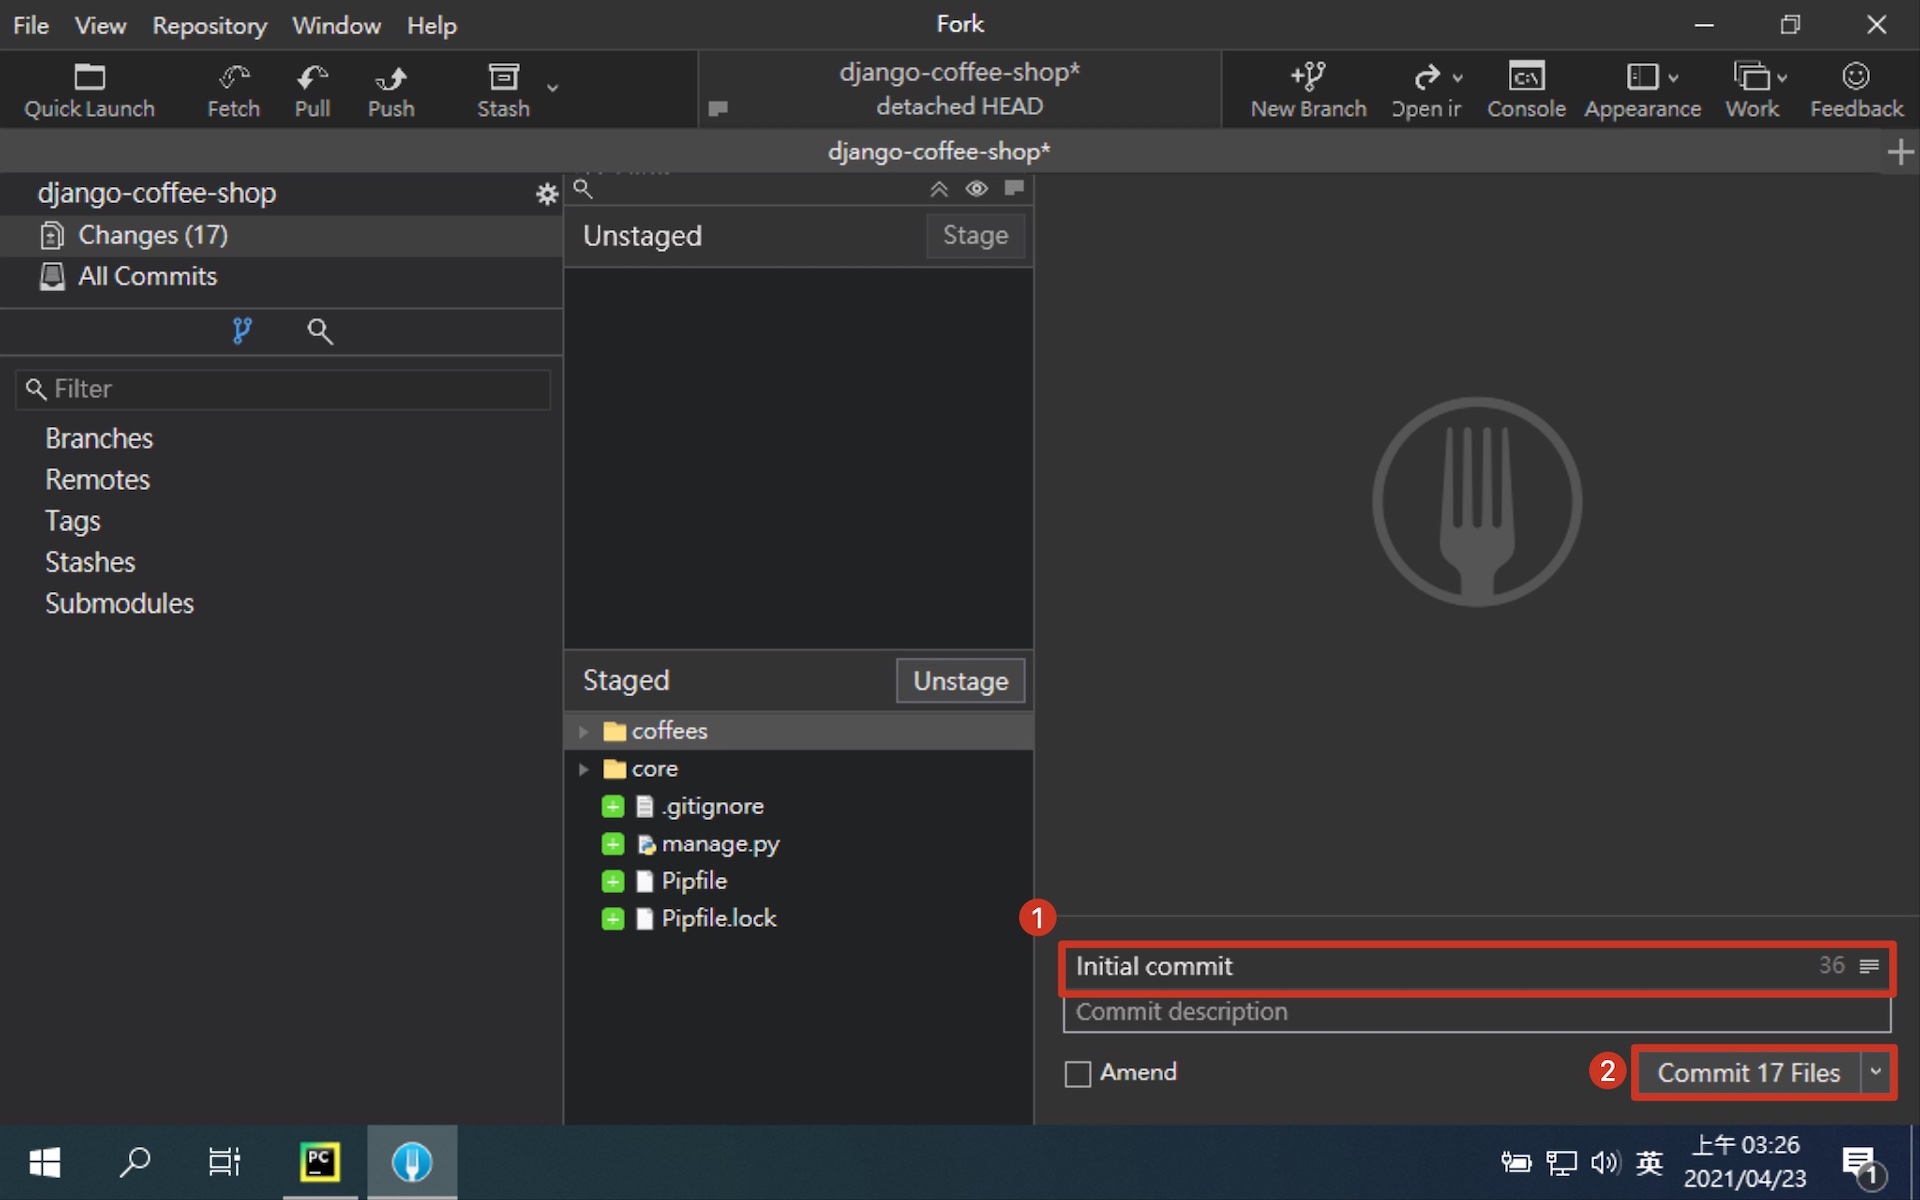 File View Repository Window Help
Fork
Quick Launch
Fetch
Pull
Push
Stash
django-coffee-shop*
detached HEAD
New Branch
Open in
Console
Appearance
Work
Feedback
django-coffee-shop*
django-coffee-shop
Changes (17)
All Commits
Filter
Branches
Remotes
Tags
Stashes
Submodules
Unstaged
Stage
Staged
Unstage
coffees
core
.gitignore
manage.py
Pipfile
Pipfile.lock
1
Initial commit 36
Commit description
Amend
2
Commit 17 Files
PC
英
上午 03:26
2021/04/23
1